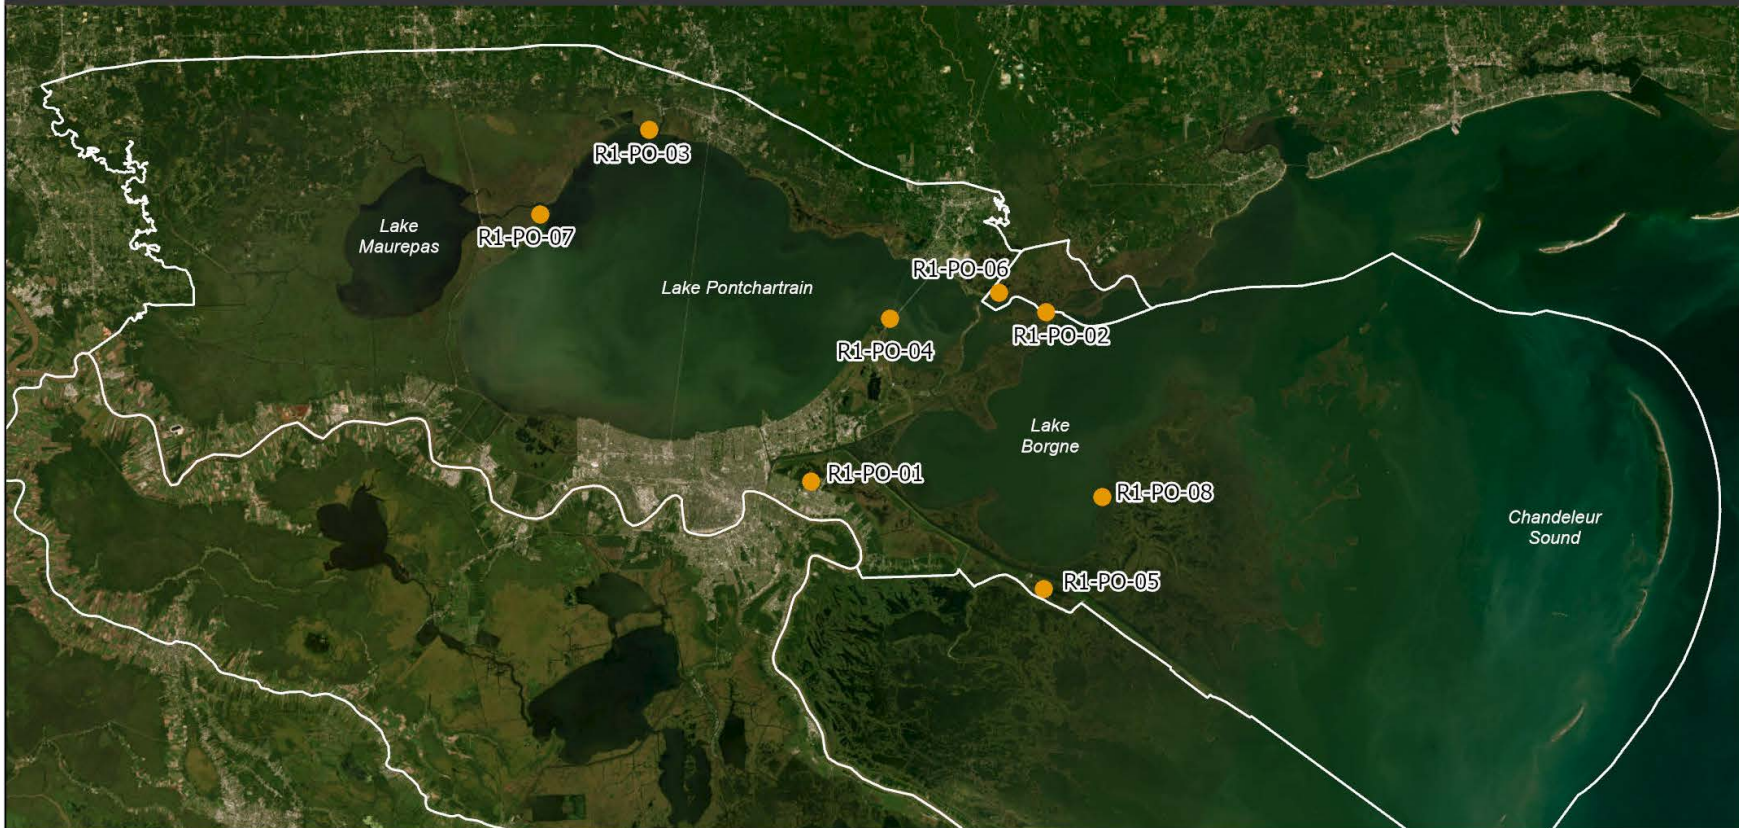 R1-PO-03
Lake
Maurepas
R1-PO-07
R1-PO-06
Lake Pontchartrain
R1-PO-02
R1-PO-04
Lake
Borgne
R1-PO-01
R1-PO-08
Chandeleur
Sound
R1-PO-05